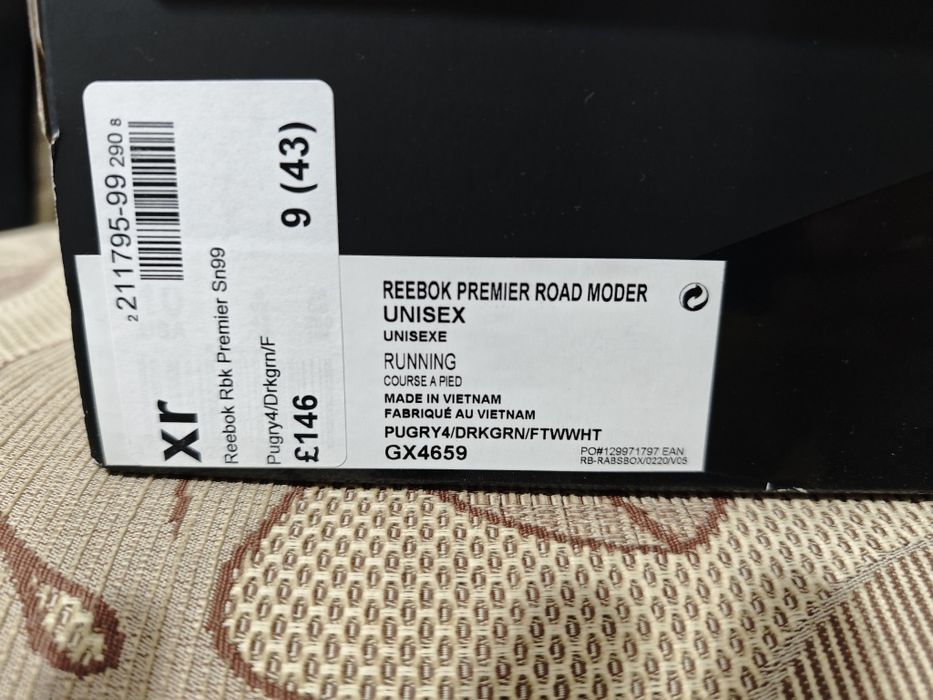 2 211795-99 290 8
xr
Reebok Rbk Premier Sn99
Pugry4/Drkgrn/F
£146
9 (43)
REEBOK PREMIER ROAD MODER
UNISEX
UNISEXE
RUNNING
COURSE A PIED
MADE IN VIETNAM
FABRIQUÉ AU VIETNAM
PUGRY4/DRKGRN/FTWWHT
GX4659
PO#129971797 EAN
RB-RABSBOX/0220/V05